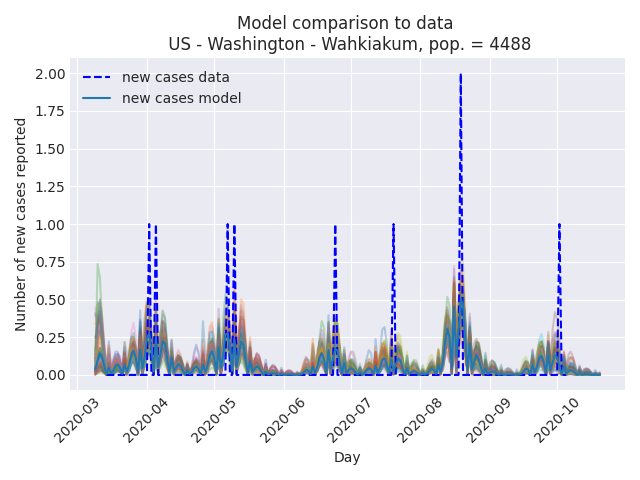 Model comparison to data
US - Washington - Wahkiakum, pop. = 4488
new cases data
new cases model
Number of new cases reported
2.00
1.75
1.50
1.25
1.00
0.75
0.50
0.25
0.00
2020-03
2020-04
2020-05
2020-06
2020-07
2020-08
2020-09
2020-10
Day